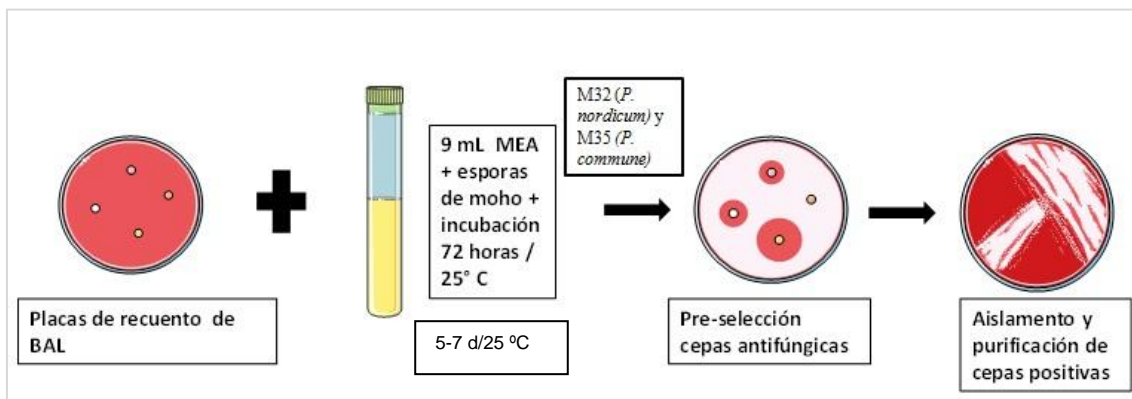 Placas de recuento de
BAL
9 mL MEA
+ esporas
de moho +
incubación
72 horas /
25° C
5-7 d/25 ºC
M32 (P.
nordicum) y
M35 (P.
commune)
Pre-selección
cepas antifúngicas
Aislamento y
purificación de
cepas positivas